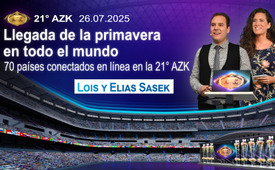 21° AZK 26.07.2025
Llegada de la primavera
en todo el mundo
70 países conectados en línea en la 21° AZK
Lois y Elias Sasek